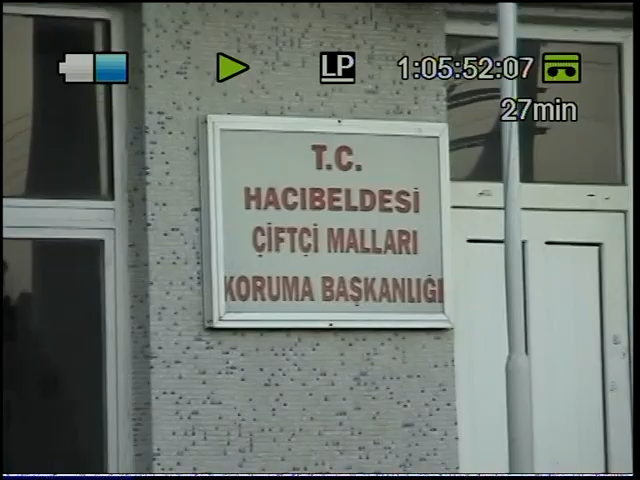 LP 1:05:52:07
27min
T.C.
HACIBELDESİ
ÇİFTÇİ MALLARI
KORUMA BAŞKANLIĞI